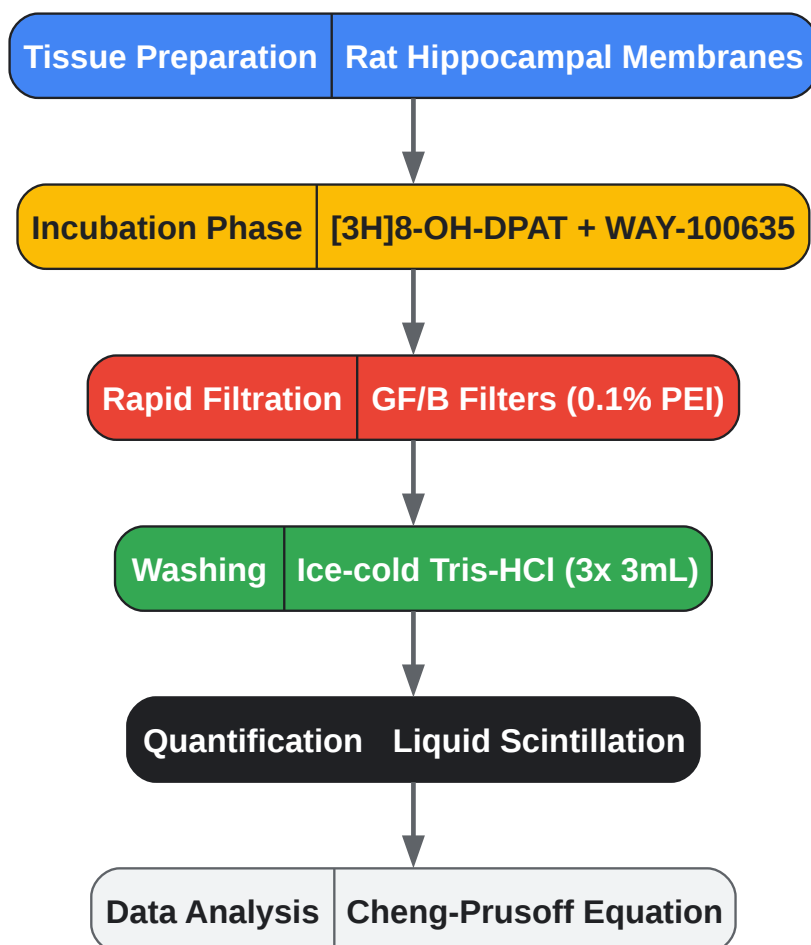 Tissue Preparation Rat Hippocampal Membranes
Incubation Phase [3H]8-OH-DPAT + WAY-100635
Rapid Filtration GF/B Filters (0.1% PEI)
Washing Ice-cold Tris-HCl (3x 3mL)
Quantification Liquid Scintillation
Data Analysis Cheng-Prusoff Equation